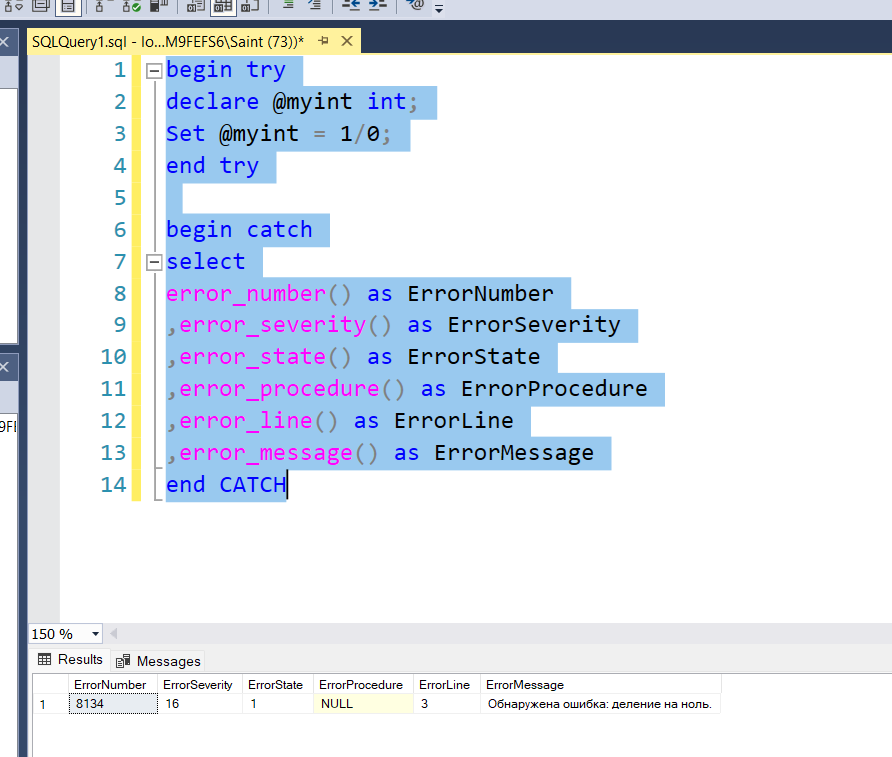 SQLQuery1.sql - lo...M9FEFS6\Saint (73))*
1 begin try
2 declare @myint int;
3 Set @myint = 1/0;
4 end try
5
6 begin catch
7 select
8 error_number() as ErrorNumber
9 ,error_severity() as ErrorSeverity
10 ,error_state() as ErrorState
11 ,error_procedure() as ErrorProcedure
12 ,error_line() as ErrorLine
13 ,error_message() as ErrorMessage
14 end CATCH
150 %
Results Messages
ErrorNumber ErrorSeverity ErrorState ErrorProcedure ErrorLine ErrorMessage
1 8134 16 1 NULL 3 Обнаружена ошибка: деление на ноль.